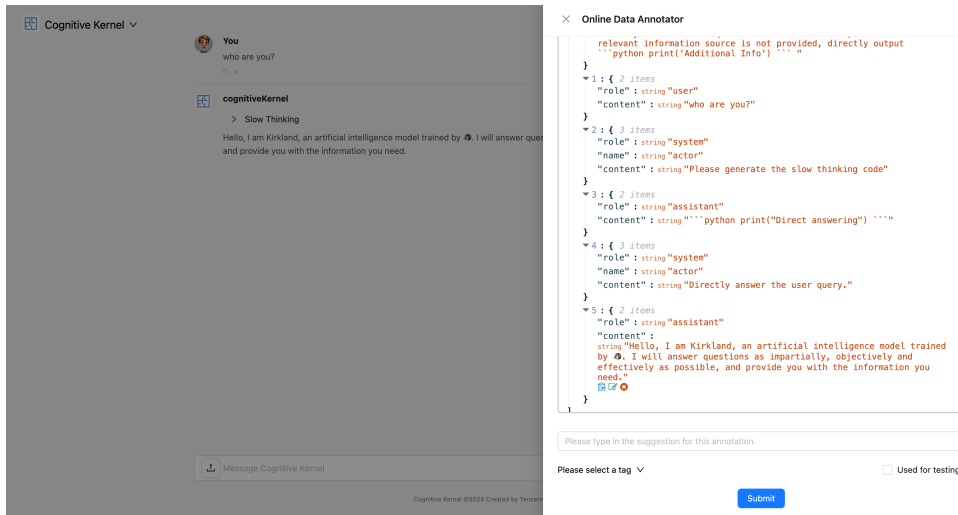 Cognitive Kernel
You
who are you?
cognitiveKernel
Slow Thinking
Hello, I am Kirkland, an artificial intelligence model trained by 🐶. I will answer ques
and provide you with the information you need.
Message Cognitive Kernel
Cognitive Kernel ©2024 Created by Tencent
Online Data Annotator
relevant information source is not provided, directly output
```python print('Additional Info') ``` "
}
1 : { 2 items
"role" : string "user"
"content" : string "who are you?"
}
2 : { 3 items
"role" : string "system"
"name" : string "actor"
"content" : string "Please generate the slow thinking code"
}
3 : { 2 items
"role" : string "assistant"
"content" : string "```python print("Direct answering") ```"
}
4 : { 3 items
"role" : string "system"
"name" : string "actor"
"content" : string "Directly answer the user query."
}
5 : { 2 items
"role" : string "assistant"
"content" :
string "Hello, I am Kirkland, an artificial intelligence model trained
by 🐶. I will answer questions as impartially, objectively and
effectively as possible, and provide you with the information you
need."
}
]
Please type in the suggestion for this annotation.
Please select a tag
Used for testing
Submit